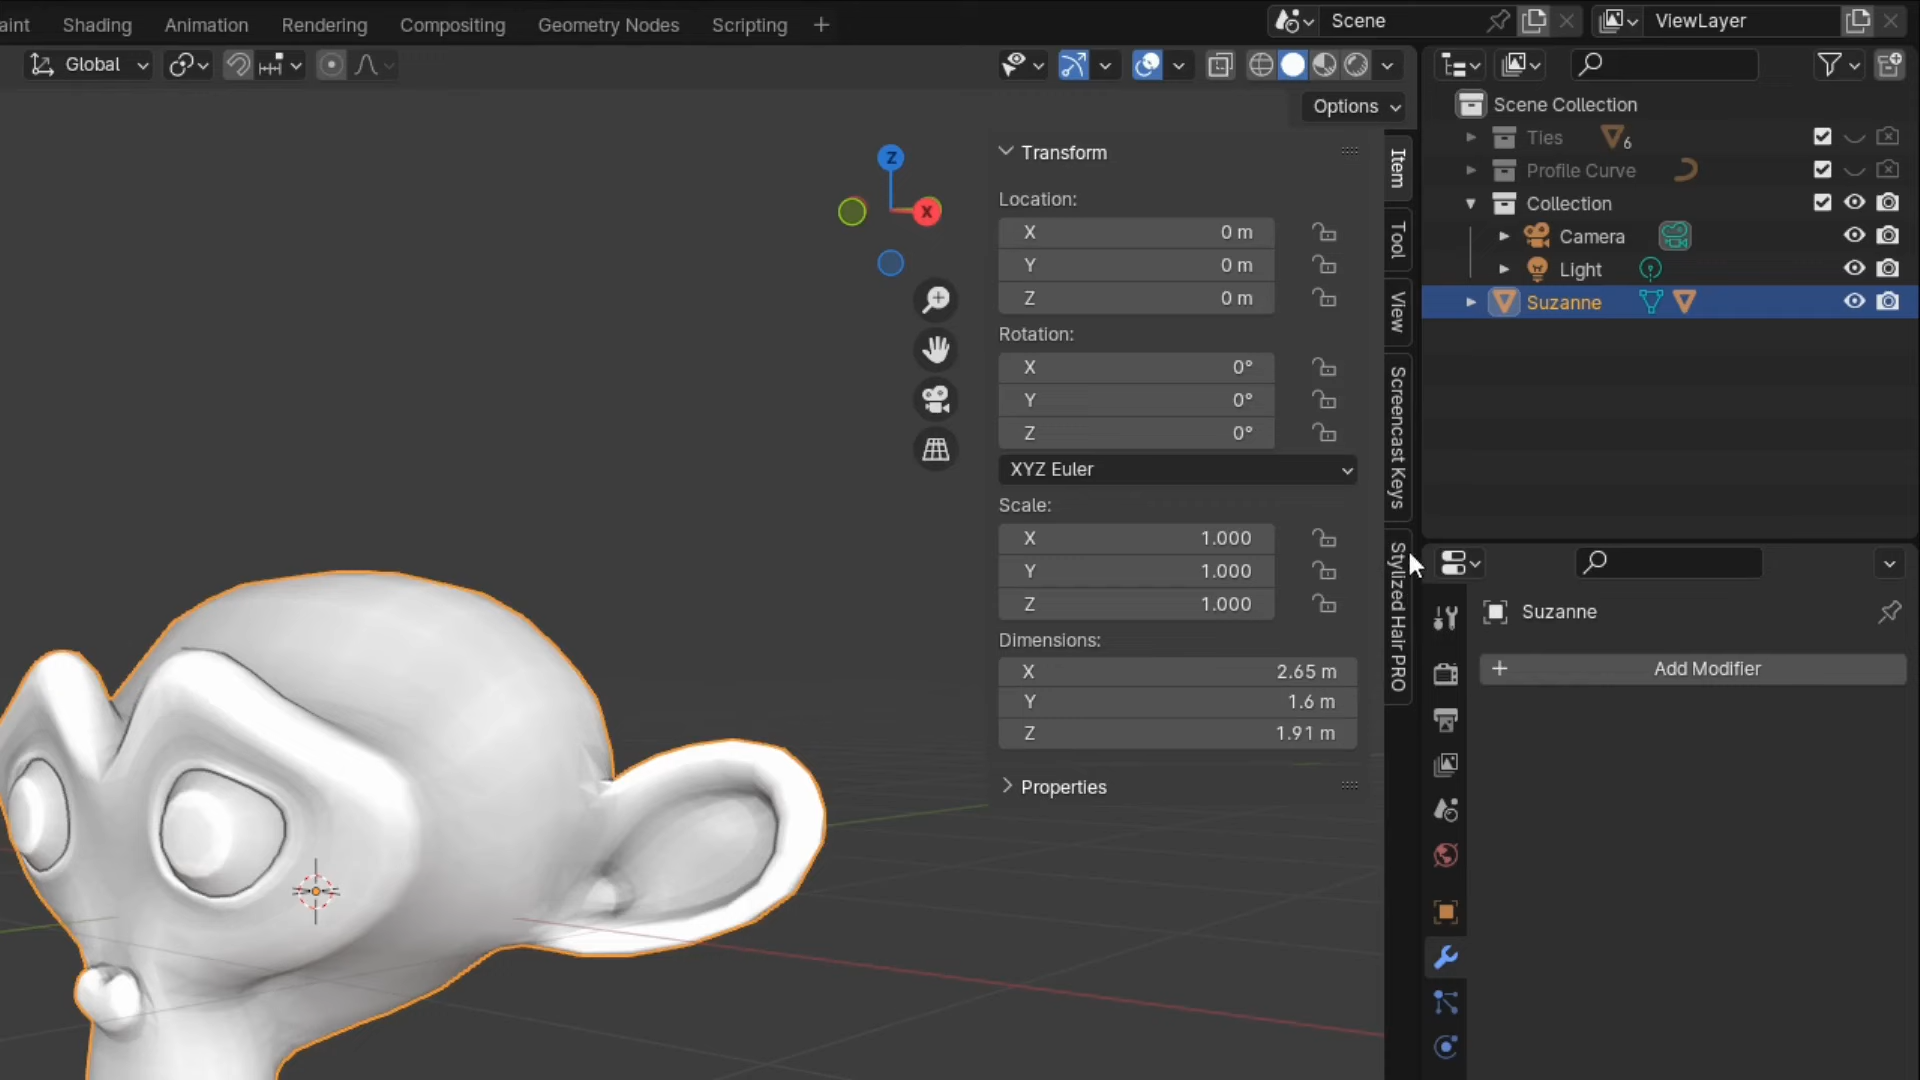 aint
Shading
Animation
Rendering
Compositing
Geometry Nodes
Scripting
+
Scene
ViewLayer
Global
Options
Transform
Location:
X 0 m
Y 0 m
Z 0 m
Rotation:
X 0°
Y 0°
Z 0°
XYZ Euler
Scale:
X 1.000
Y 1.000
Z 1.000
Dimensions:
X 2.65 m
Y 1.6 m
Z 1.91 m
Properties
Z
X
Item
Tool
View
Screencast Keys
Stylized Hair PRO
Scene Collection
Ties 6
Profile Curve
Collection
Camera
Light
Suzanne
Suzanne
+ Add Modifier